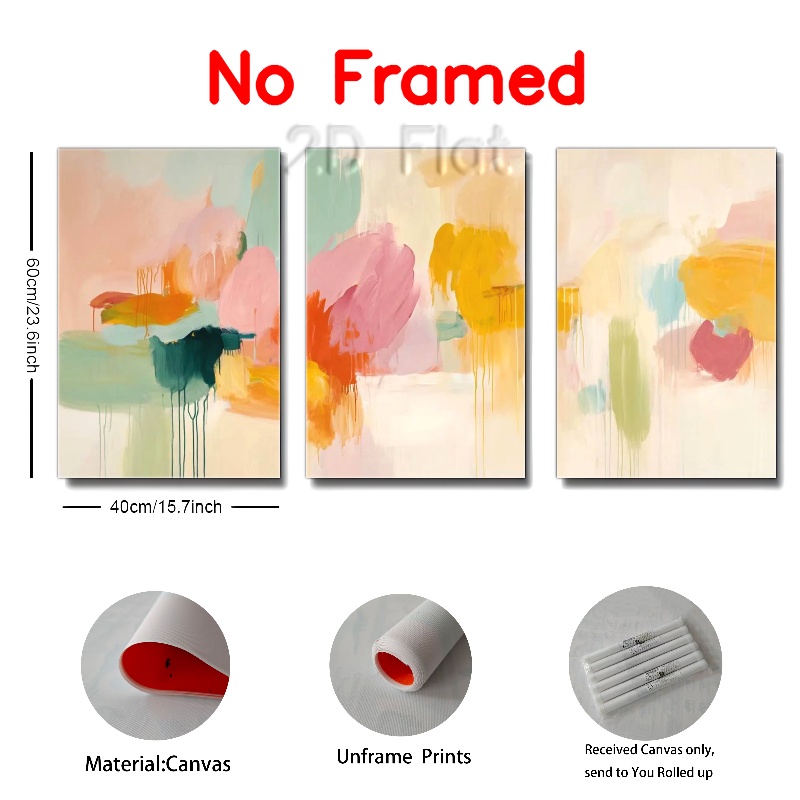 No Framed
2D Flat.
60cm/23.6inch
40cm/15.7inch
Material:Canvas
Unframe Prints
Received Canvas only,
send to You Rolled up